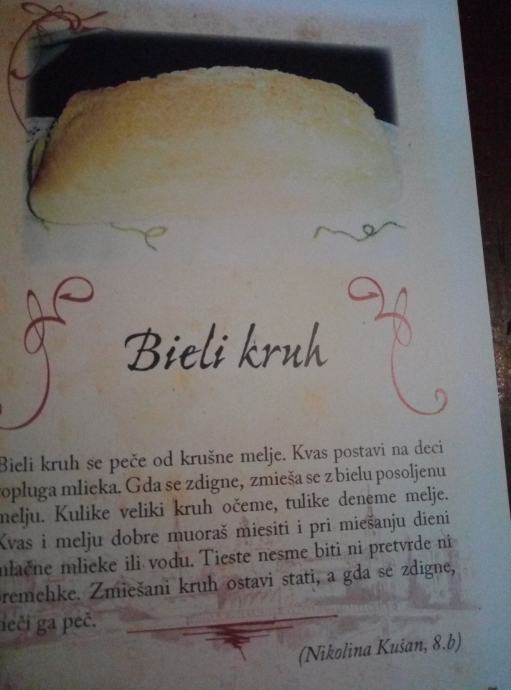 Bieli kruh
Bieli kruh se peče od krušne melje. Kvas postavi na deci
topluga mlieka. Gda se zdigne, zmieša se z bielu posoljenu
melju. Kulike veliki kruh očeme, tulike deneme melje.
Kvas i melju dobre muoraš miesiti i pri miešanju dieni
mlačne mlieke ili vodu. Tieste nesme biti ni pretvrde ni
premehke. Zmiešani kruh ostavi stati, a gda se zdigne,
ga peč.
(Nikolina Kušan, 8.b)